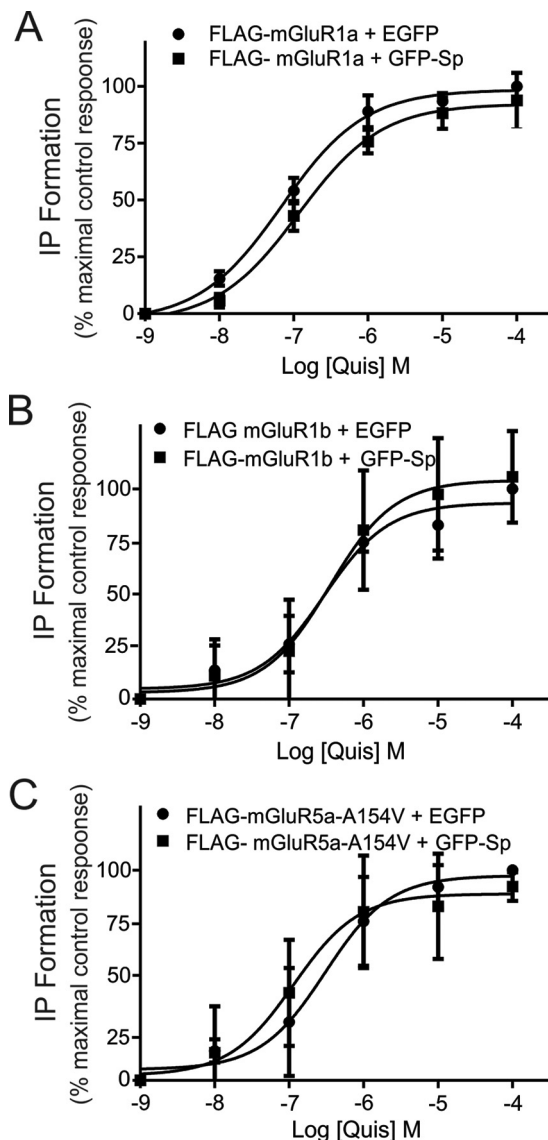 A
FLAG-mGluR1a + EGFP
FLAG- mGluR1a + GFP-Sp
IP Formation
(% maximal control respoonse)
100
75
50
25
0
-9 -8 -7 -6 -5 -4
Log [Quis] M
B
FLAG mGluR1b + EGFP
FLAG-mGluR1b + GFP-Sp
IP Formation
(% maximal control respoonse)
100
75
50
25
0
-9 -8 -7 -6 -5 -4
Log [Quis] M
C
FLAG-mGluR5a-A154V + EGFP
FLAG- mGluR5a-A154V + GFP-Sp
IP Formation
(% maximal control respoonse)
100
75
50
25
0
-9 -8 -7 -6 -5 -4
Log [Quis] M